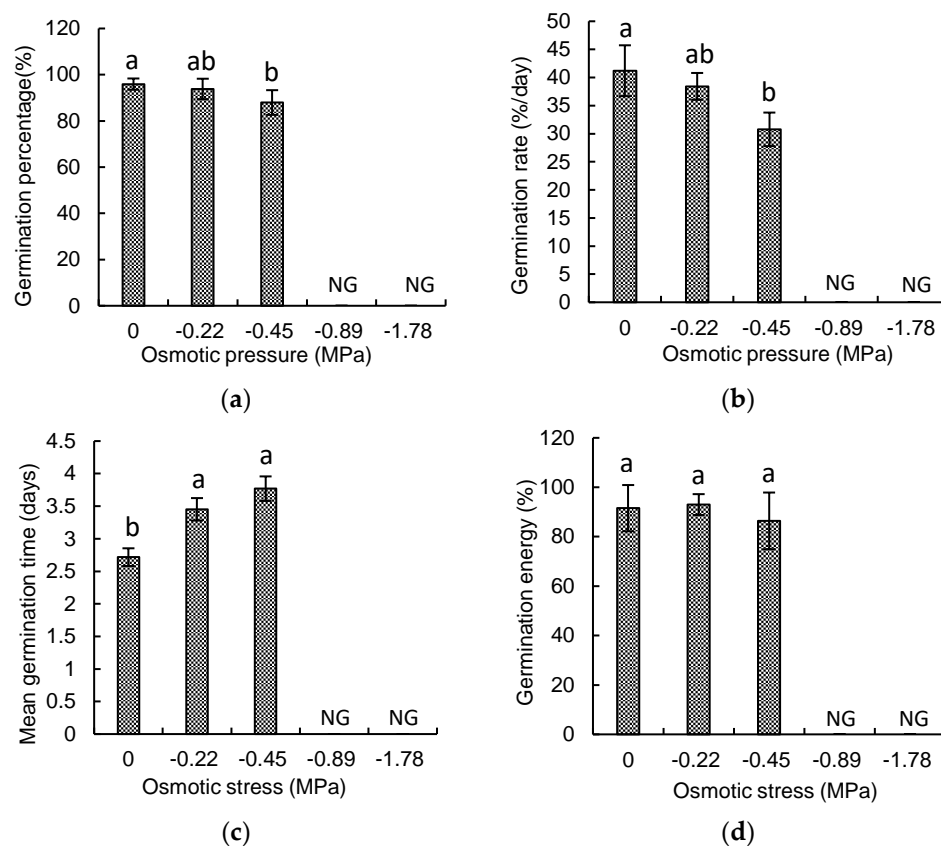 Germination percentage(%)
120
100
80
60
40
20
0
a
ab
b
NG
NG
0
-0.22
-0.45
-0.89
-1.78
Osmotic pressure (MPa)
(a)
Germination rate (%/day)
50
45
40
35
30
25
20
15
10
5
0
a
ab
b
NG
NG
0
-0.22
-0.45
-0.89
-1.78
Osmotic pressure (MPa)
(b)
Mean germination time (days)
4.5
4
3.5
3
2.5
2
1.5
1
0.5
0
b
a
a
NG
NG
0
-0.22
-0.45
-0.89
-1.78
Osmotic stress (MPa)
(c)
Germination energy (%)
120
100
80
60
40
20
0
a
a
a
NG
NG
0
-0.22
-0.45
-0.89
-1.78
Osmotic stress (MPa)
(d)